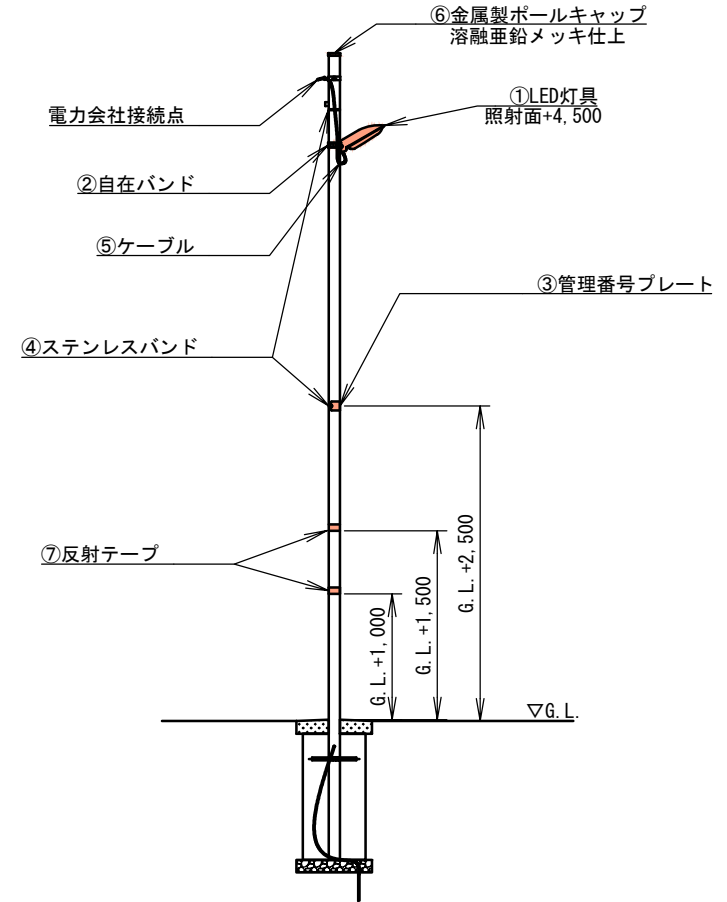 ⑥金属製ポールキャップ
溶融亜鉛メッキ仕上
電力会社接続点
①LED灯具
照射面+4,500
②自在バンド
⑤ケーブル
③管理番号プレート
④ステンレスバンド
⑦反射テープ
G.L.+2,500
G.L.+1,500
G.L.+1,000
▽G.L.